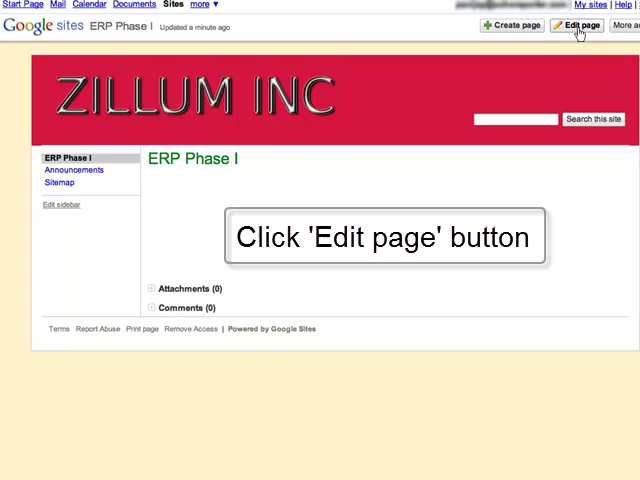 Start Page Mail Calendar Documents Sites more ▼ My sites | Help |
Google sites ERP Phase I Updated a minute ago Create page Edit page More
ZILLUM INC
Search this site
ERP Phase I
Announcements
Sitemap
Edit sidebar
ERP Phase I
Click 'Edit page' button
Attachments (0)
Comments (0)
Terms Report Abuse Print page Remove Access | Powered by Google Sites